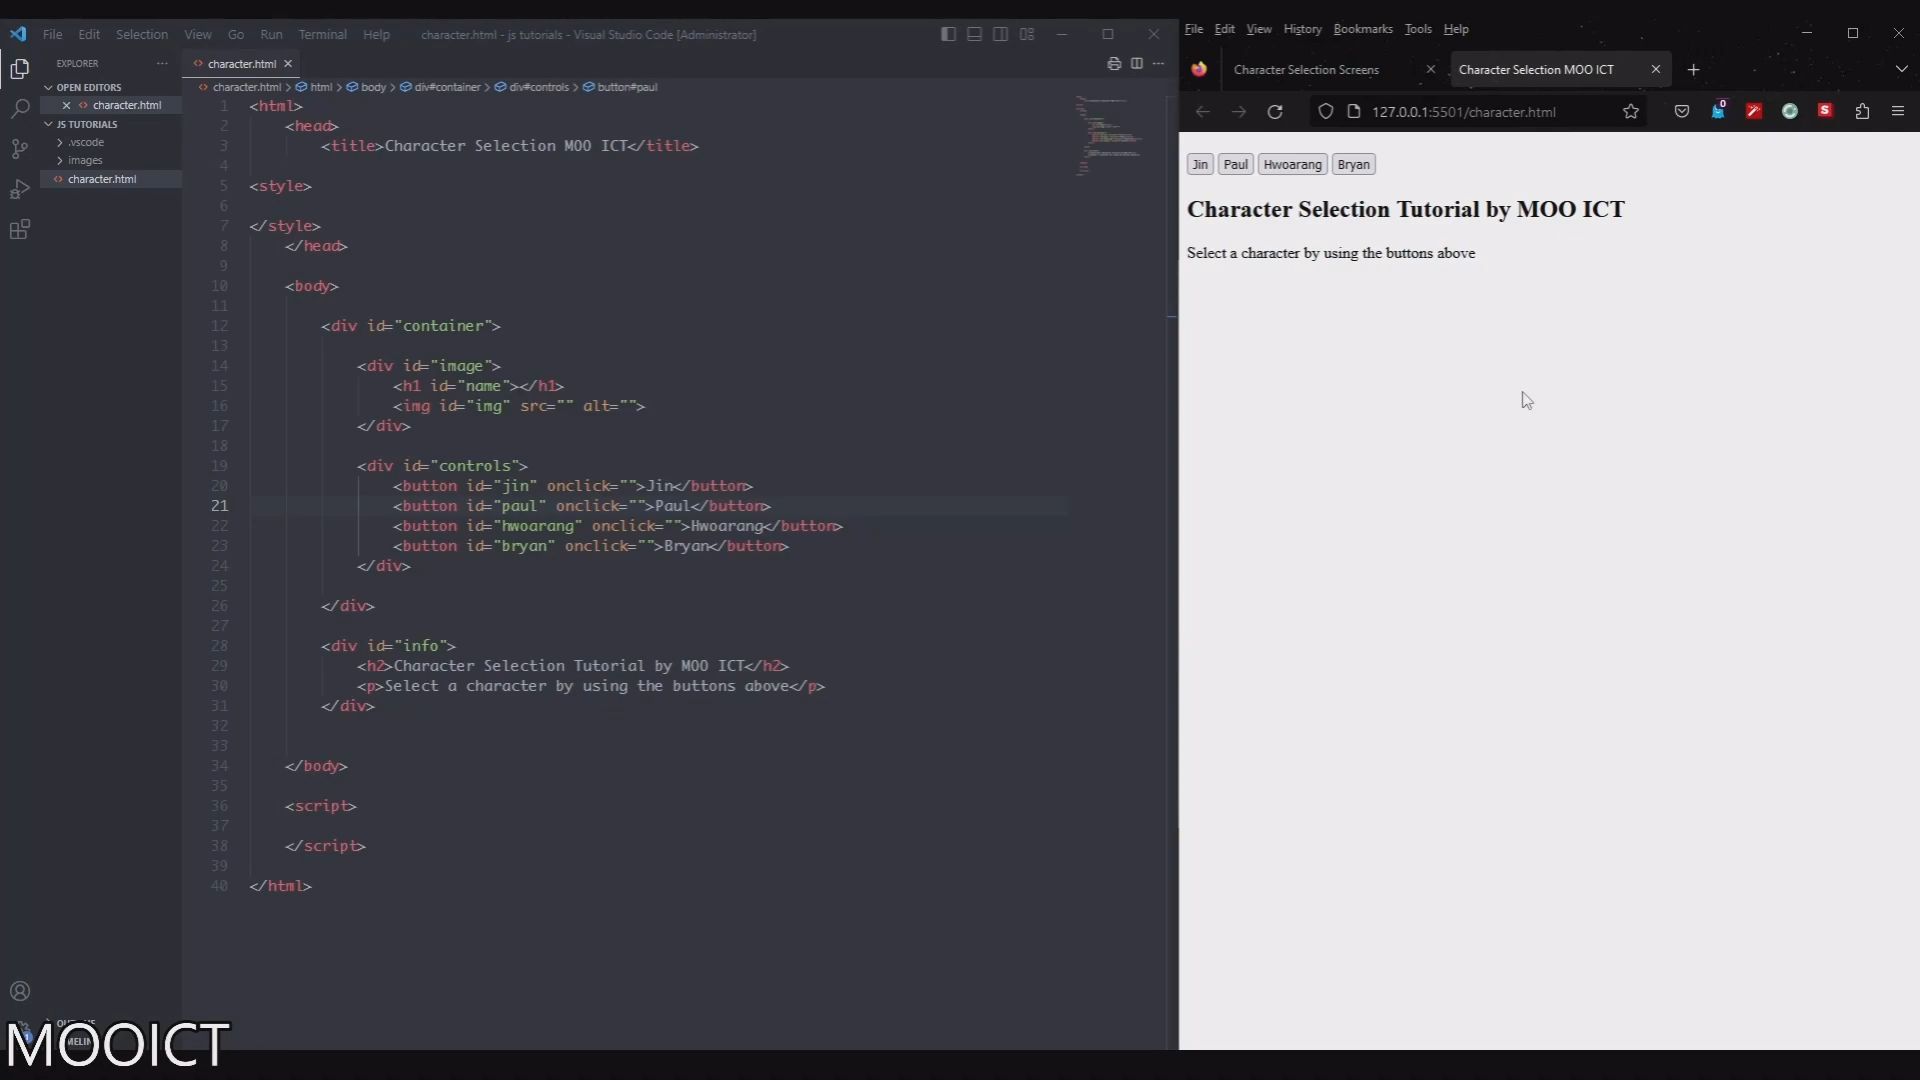 File Edit Selection View Go Run Terminal Help
character.html - js tutorials - Visual Studio Code [Administrator]
EXPLORER
OPEN EDITORS
character.html
JS TUTORIALS
.vscode
images
character.html
character.html
character.html > html > body > div#container > div#controls > button#paul
1 <html>
2 <head>
3 <title>Character Selection MOO ICT</title>
4
5 <style>
6
7 </style>
8 </head>
9
10 <body>
11
12 <div id="container">
13
14 <div id="image">
15 <h1 id="name"></h1>
16 <img id="img" src="" alt="">
17 </div>
18
19 <div id="controls">
20 <button id="jin" onclick="">Jin</button>
21 <button id="paul" onclick="">Paul</button>
22 <button id="hwoarang" onclick="">Hwoarang</button>
23 <button id="bryan" onclick="">Bryan</button>
24 </div>
25
26 </div>
27
28 <div id="info">
29 <h2>Character Selection Tutorial by MOO ICT</h2>
30 <p>Select a character by using the buttons above</p>
31 </div>
32
33
34 </body>
35
36 <script>
37
38 </script>
39
40 </html>
MOOICT
File Edit View History Bookmarks Tools Help
Character Selection Screens
Character Selection MOO ICT
127.0.0.1:5501/character.html
0
S
Jin Paul Hwoarang Bryan
Character Selection Tutorial by MOO ICT
Select a character by using the buttons above